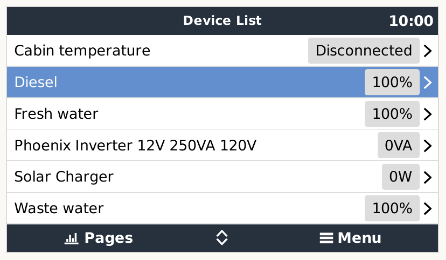 Device List 10:00
Cabin temperature Disconnected
Diesel 100%
Fresh water 100%
Phoenix Inverter 12V 250VA 120V 0VA
Solar Charger 0W
Waste water 100%
Pages Menu